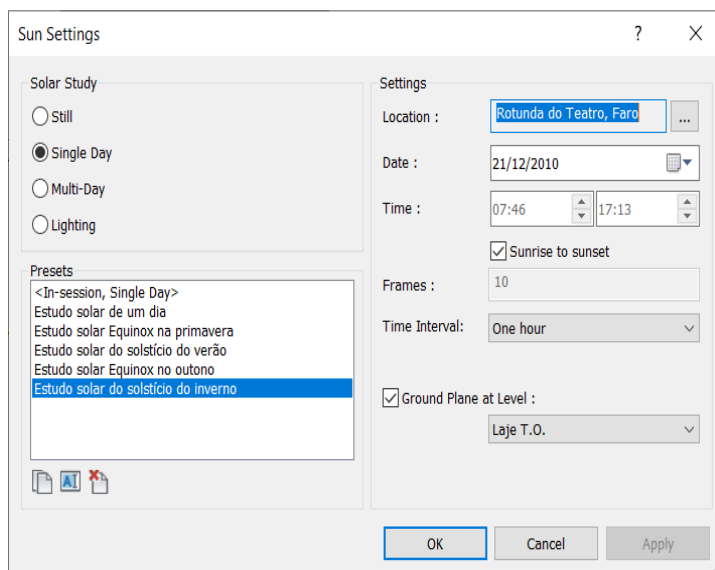 Sun Settings
?
Solar Study
Still
Single Day
Multi-Day
Lighting
Presets
<In-session, Single Day>
Estudo solar de um dia
Estudo solar Equinox na primavera
Estudo solar do solstício do verão
Estudo solar Equinox no outono
Estudo solar do solstício do inverno
AI
Settings
Location :
Rotunda do Teatro, Faro
...
Date :
21/12/2010
Time :
07:46
17:13
Sunrise to sunset
Frames :
10
Time Interval:
One hour
Ground Plane at Level :
Laje T.O.
OK
Cancel
Apply